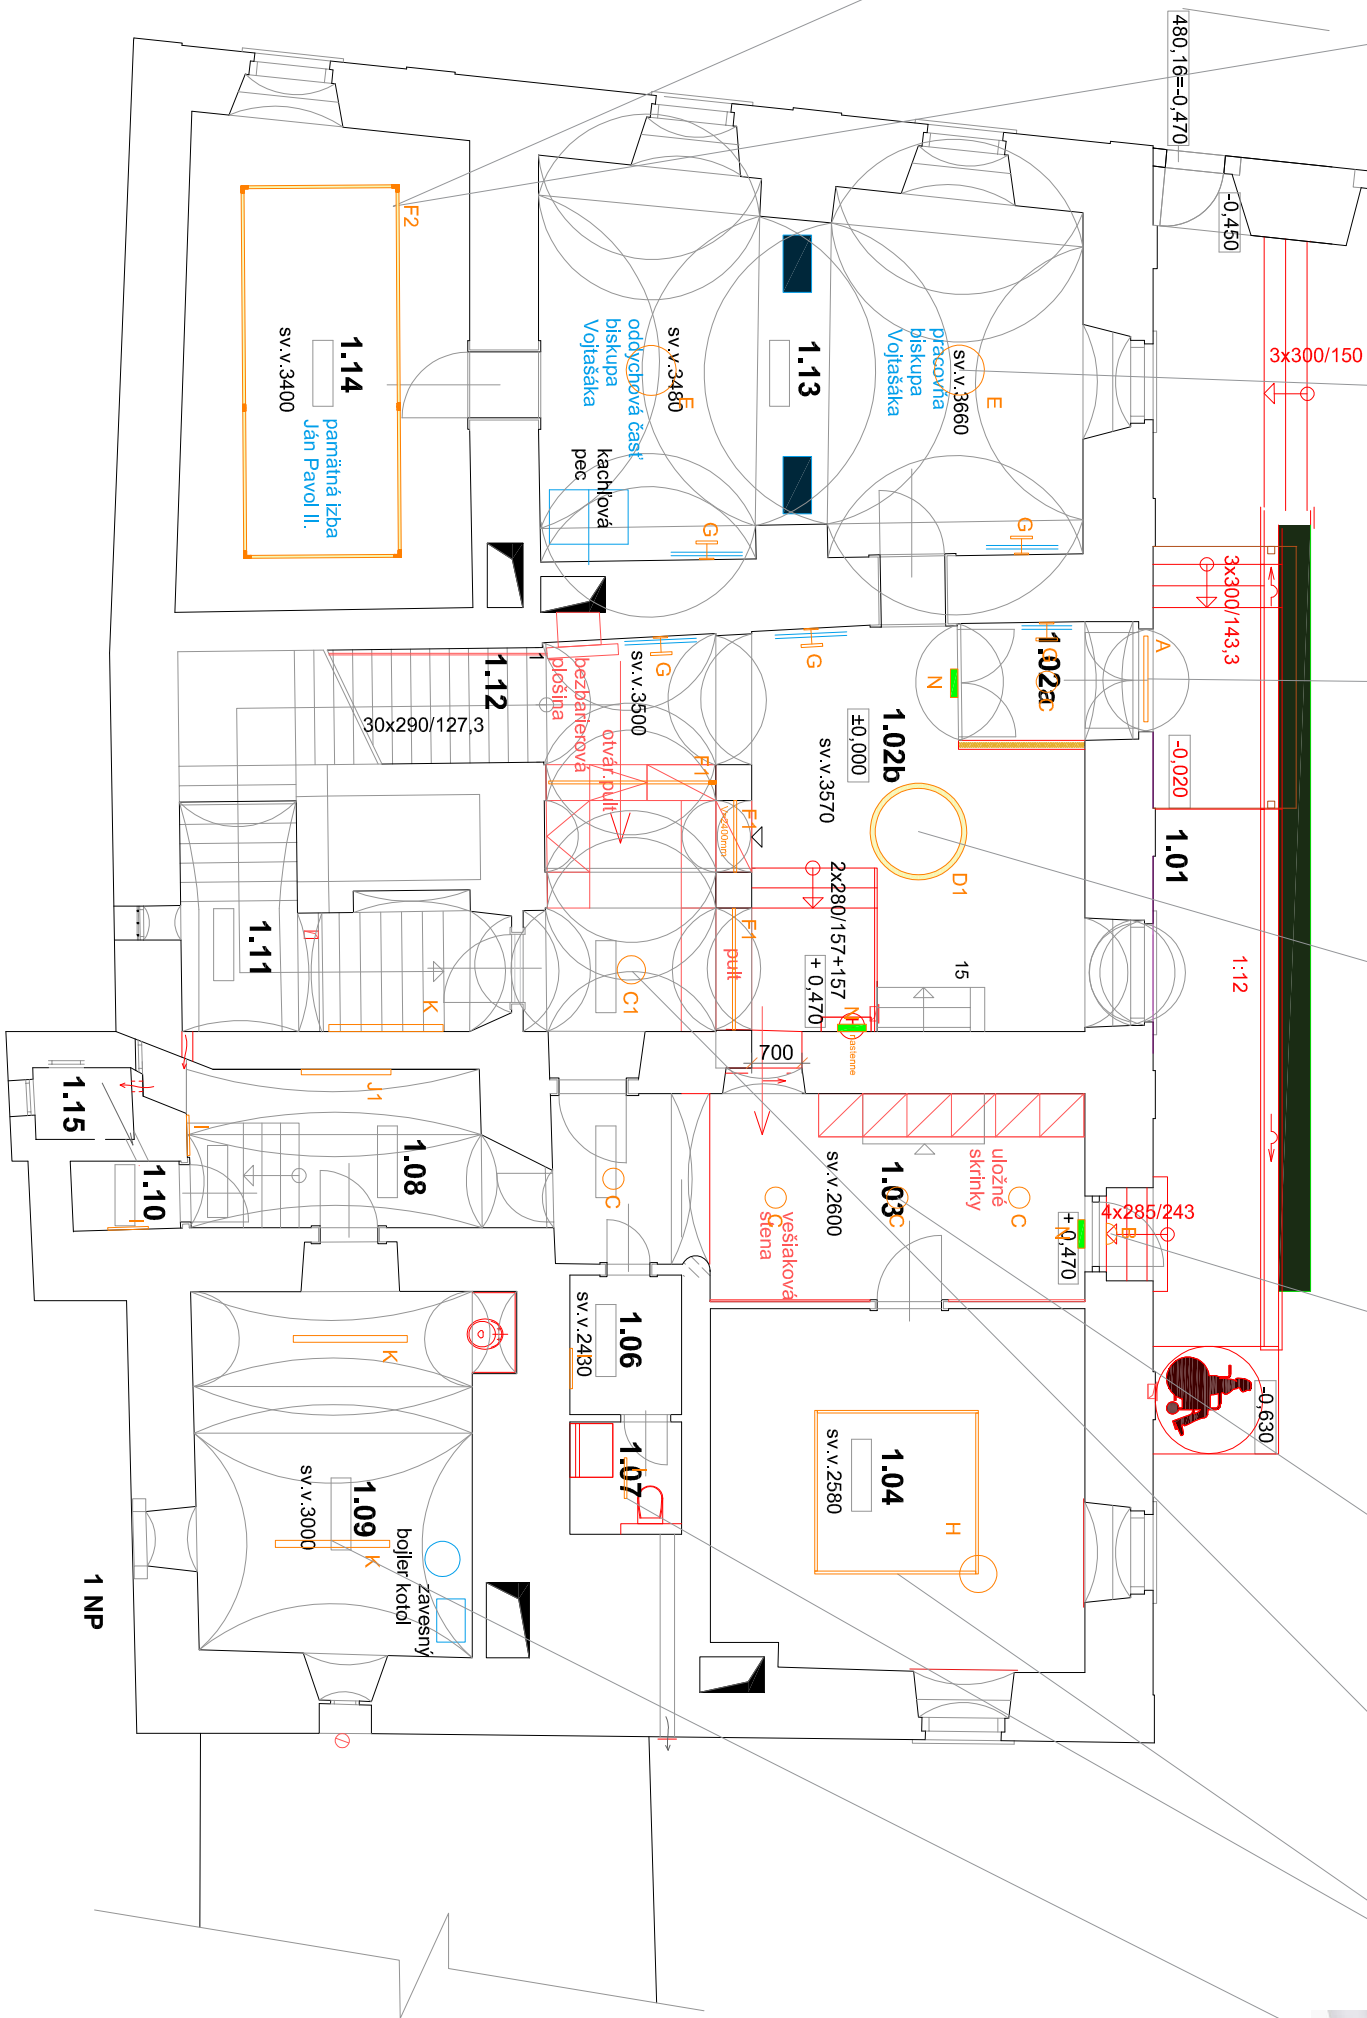 480,16=-0,470
-0,450
3x300/150
F2
1.14
sv.v.3400
pamätná izba
Ján Pavol II.
oddychová časť
biskupa
Vojtašáka
sv.v.3480
E
kachľová
pec
1.13
pracovňa
biskupa
Vojtašáka
sv.v.3660
E
G
G
3x300/143,3
1.12
1
30x290/127,3
bezbarierová
plošina
sv.v.3500
G
otvár.pult
F1
G
1.02b
±0,000
sv.v.3570
N
1.02a
G
C
A
-0,020
1.01
F1
v=2400mm
D1
2x280/157+157
+ 0,470
F1
pult
C1
15
N
1:12
1.11
K
700
J1
1.15
1.10
I
I
1.08
C
1.03
sv.v.2600
uložné
skrinky
vešiaková
stena
C
C
C
4x285/243
B
N
+ 0,470
-0,630
1.06
sv.v.2430
1.07
1.04
sv.v.2580
H
K
1.09
sv.v.3000
K
bojler
závesný
kotol
1 NP